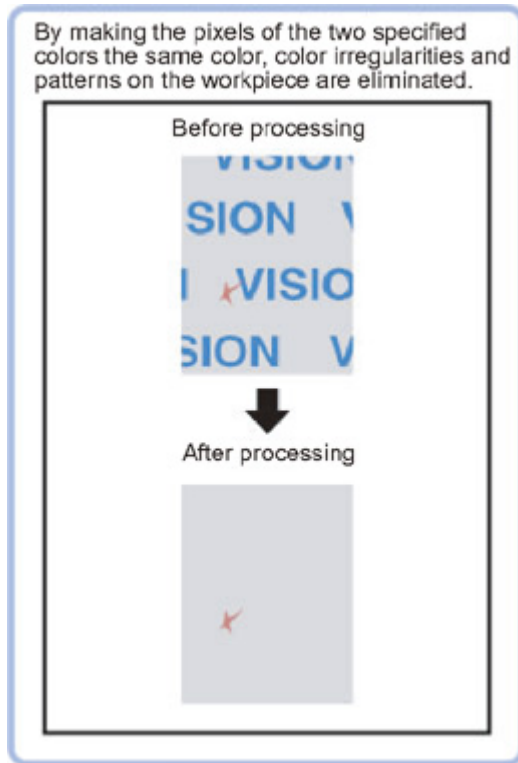 By making the pixels of the two specified
colors the same color, color irregularities and
patterns on the workpiece are eliminated.
Before processing
VISION
SION V
I VISIO
SION V
After processing